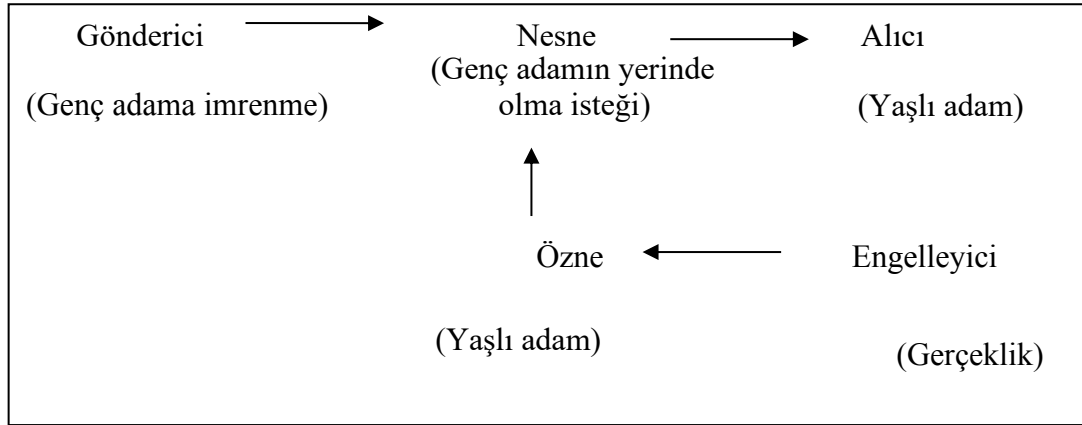 Gönderici
Nesne
Alıcı
(Genç adama imrenme)
(Genç adamın yerinde
olma isteği)
(Yaşlı adam)
Özne
Engelleyici
(Yaşlı adam)
(Gerçeklik)